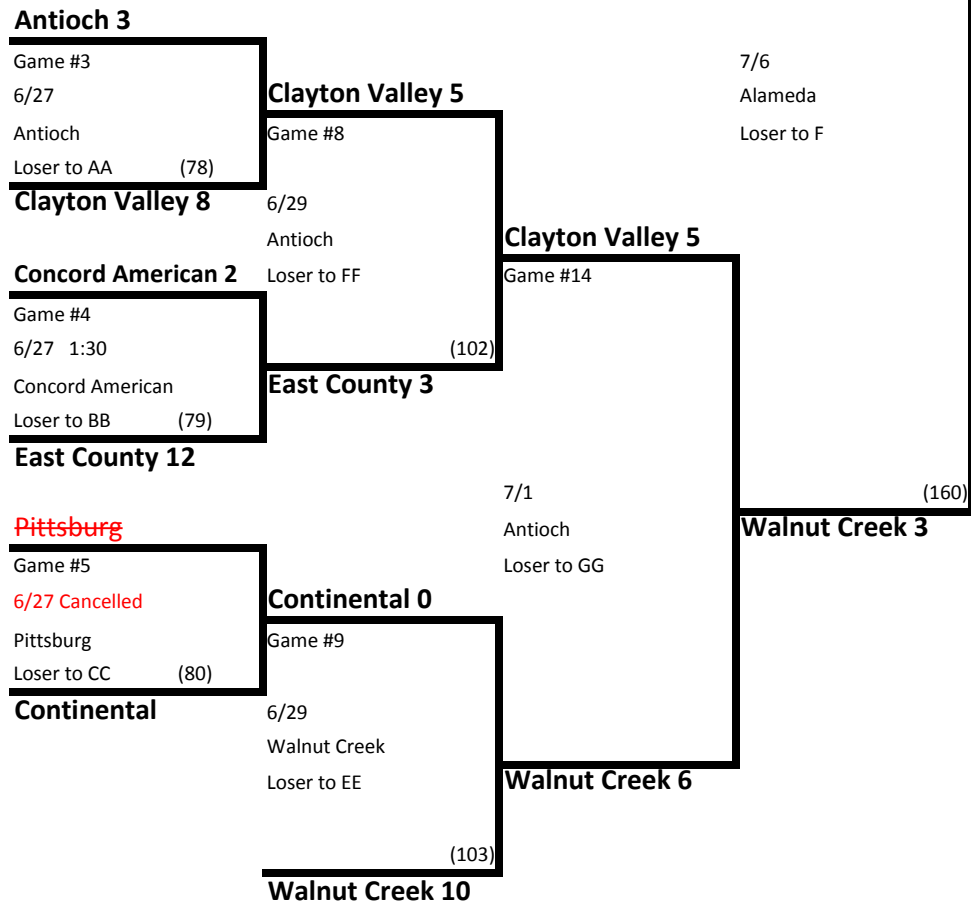 Antioch 3
Game #3
6/27
Antioch
Loser to AA (78)
Clayton Valley 8
Concord American 2
Game #4
6/27 1:30
Concord American
Loser to BB (79)
East County 12
Pittsburg
Game #5
6/27 Cancelled
Pittsburg
Loser to CC (80)
Continental
Clayton Valley 5
Game #8
6/29
Antioch
Loser to FF
(102)
East County 3
Continental 0
Game #9
6/29
Walnut Creek
Loser to EE
(103)
Walnut Creek 10
Clayton Valley 5
Game #14
7/1
Antioch
Loser to GG
Walnut Creek 6
7/6
Alameda
Loser to F
(160)
Walnut Creek 3